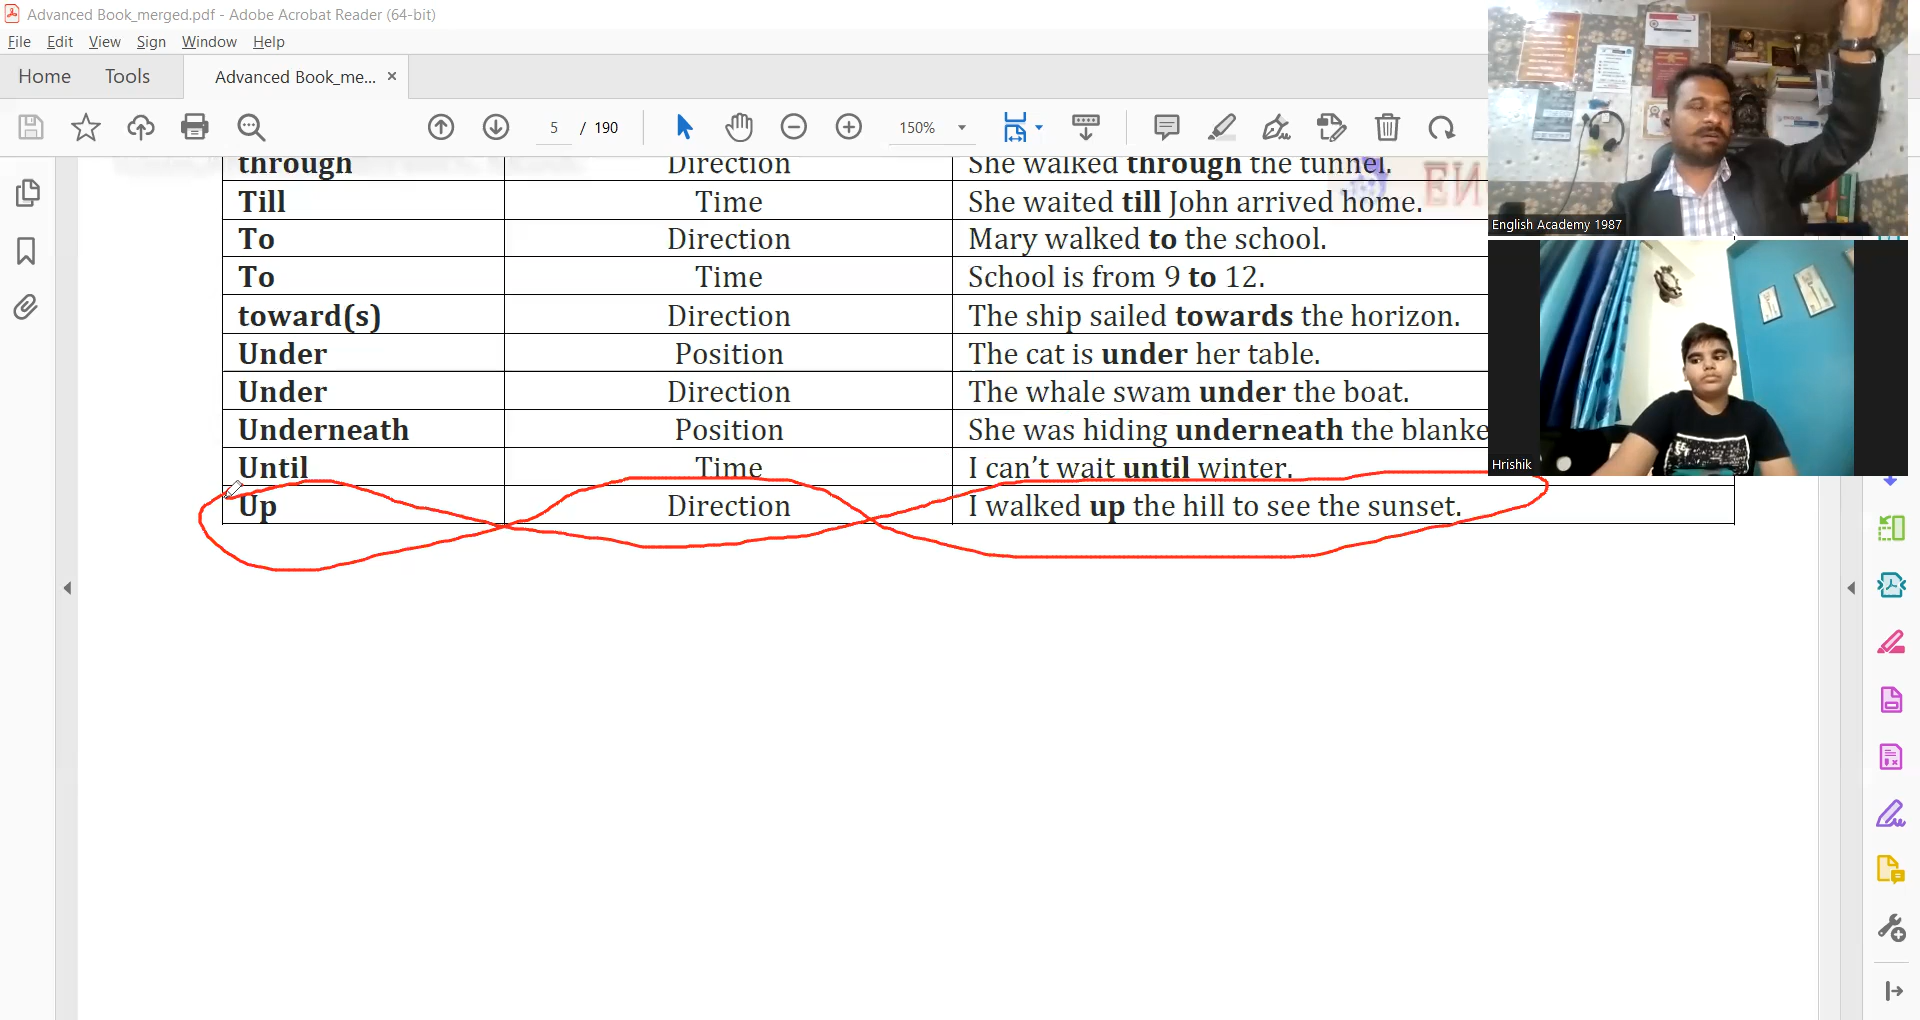 Advanced Book_merged.pdf - Adobe Acrobat Reader (64-bit)
File Edit View Sign Window Help
Home Tools Advanced Book_me... ×
5 / 190 150%
through Direction She walked through the tunnel.
Till Time She waited till John arrived home.
To Direction Mary walked to the school.
To Time School is from 9 to 12.
toward(s) Direction The ship sailed towards the horizon.
Under Position The cat is under her table.
Under Direction The whale swam under the boat.
Underneath Position She was hiding underneath the blanke
Until Time I can’t wait until winter.
Up Direction I walked up the hill to see the sunset.
English Academy 1987
Hrishik